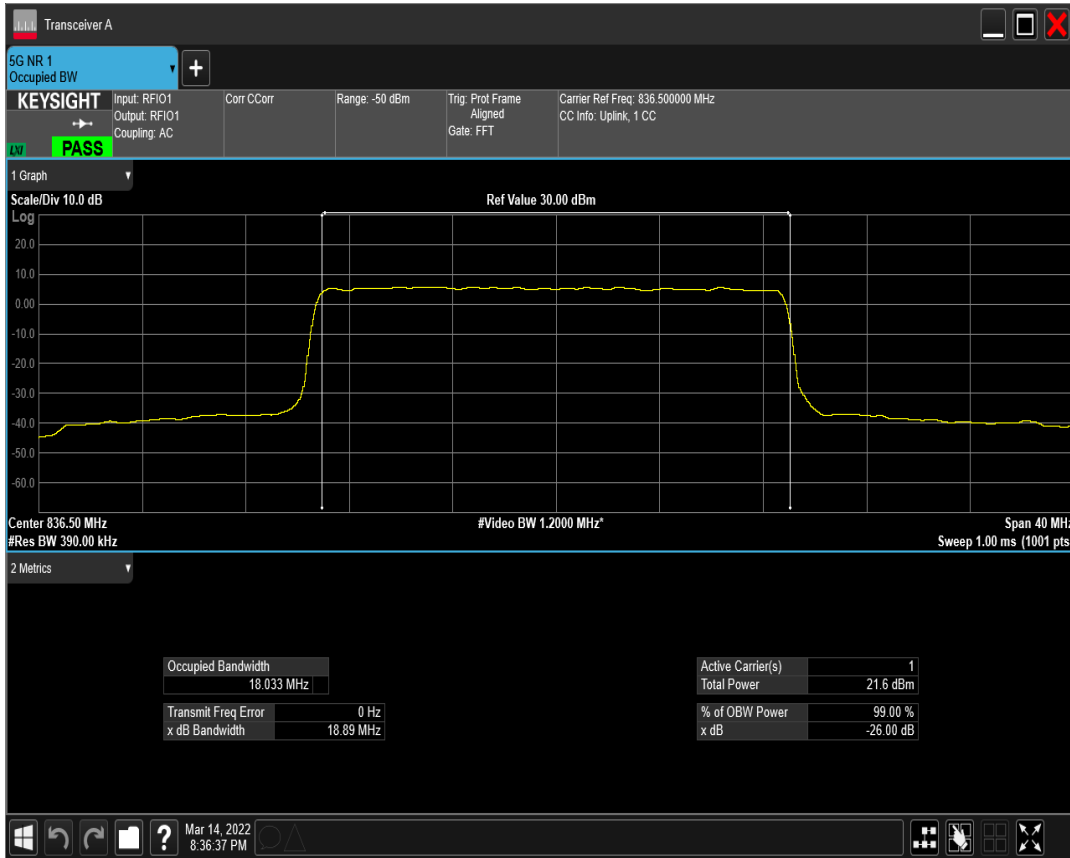 Transceiver A
5G NR 1
Occupied BW
KEYSIGHT
LXI
PASS
Input: RFIO1
Output: RFIO1
Coupling: AC
Corr CCorr
Range: -50 dBm
Trig: Prot Frame
Aligned
Gate: FFT
Carrier Ref Freq: 836.500000 MHz
CC Info: Uplink, 1 CC
1 Graph
Scale/Div 10.0 dB
Ref Value 30.00 dBm
Log
20.0
10.0
0.00
-10.0
-20.0
-30.0
-40.0
-50.0
-60.0
Center 836.50 MHz
#Video BW 1.2000 MHz*
Span 40 MHz
#Res BW 390.00 kHz
Sweep 1.00 ms (1001 pts
2 Metrics
Occupied Bandwidth
18.033 MHz
Transmit Freq Error 0 Hz
x dB Bandwidth 18.89 MHz
Active Carrier(s) 1
Total Power 21.6 dBm
% of OBW Power 99.00 %
x dB -26.00 dB
?
Mar 14, 2022
8:36:37 PM